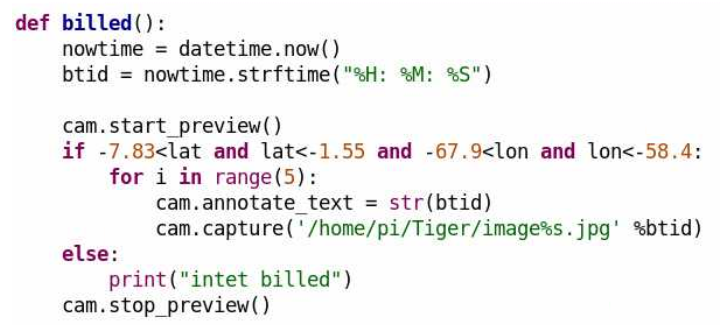 def billed():
    nowtime = datetime.now()
    btid = nowtime.strftime("%H: %M: %S")

    cam.start_preview()
    if -7.83<lat and lat<-1.55 and -67.9<lon and lon<-58.4:
        for i in range(5):
            cam.annotate_text = str(btid)
            cam.capture('/home/pi/Tiger/image%s.jpg' %btid)
    else:
        print("intet billed")
    cam.stop_preview()